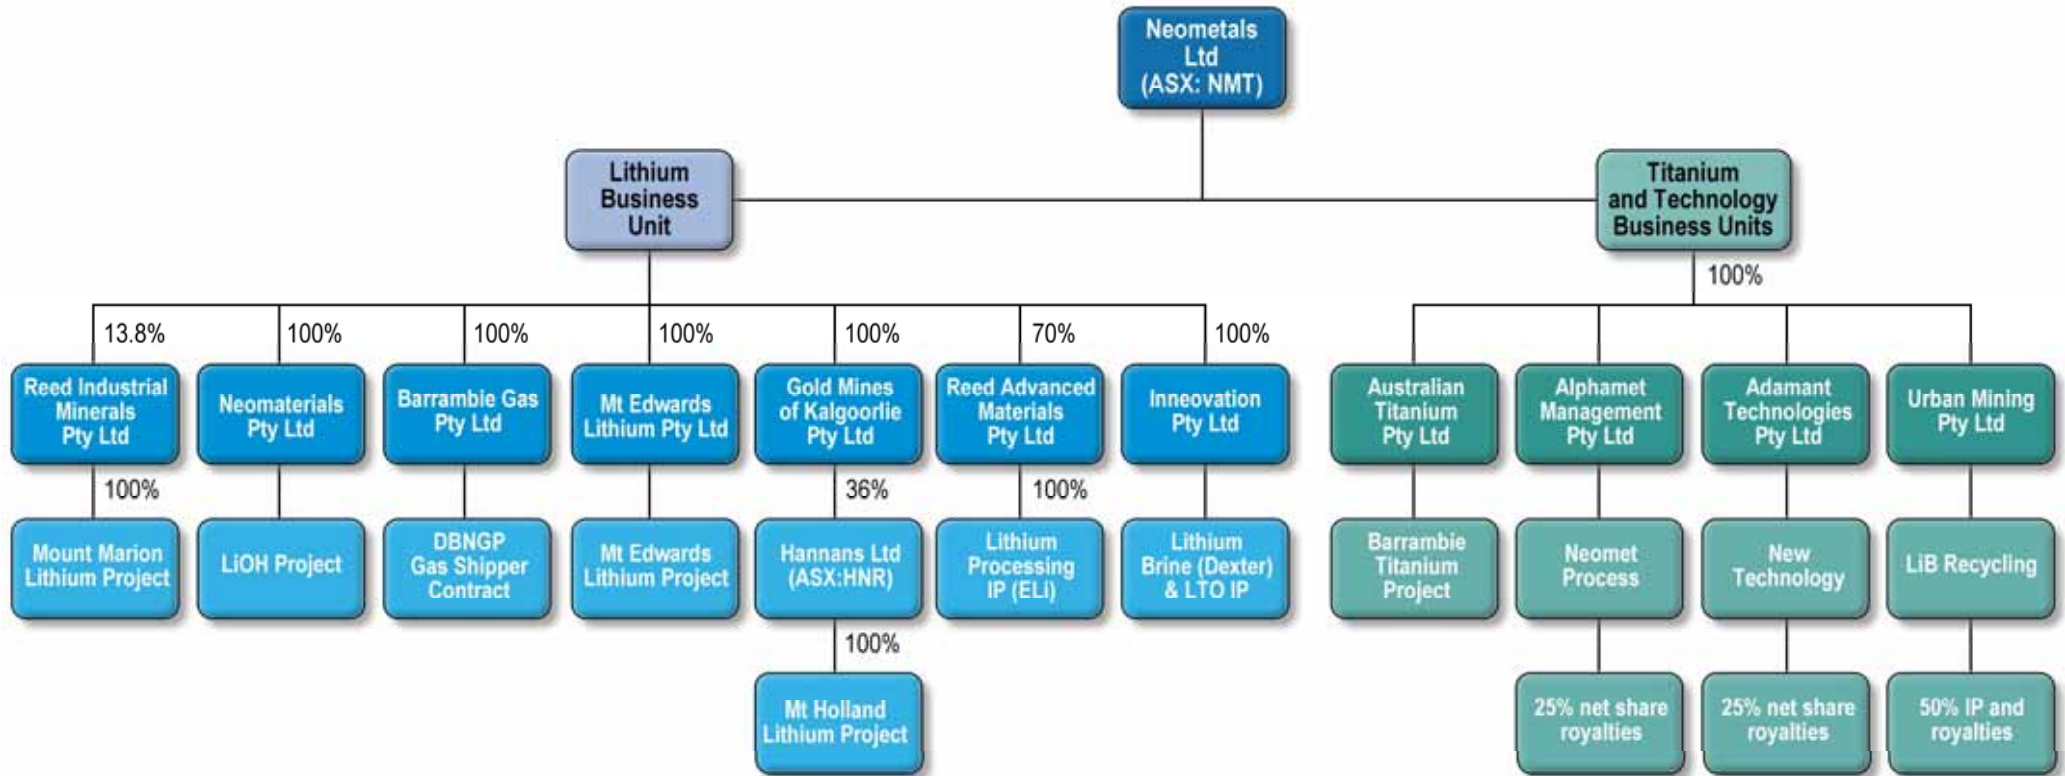 Neometals
Ltd
(ASX: NMT)
Lithium
Business
Unit
Titanium
and Technology
Business Units
100%
13.8%
100%
100%
100%
100%
70%
100%
Reed Industrial
Minerals
Pty Ltd
Neomaterials
Pty Ltd
Barrambie Gas
Pty Ltd
Mt Edwards
Lithium Pty Ltd
Gold Mines
of Kalgoorlie
Pty Ltd
Reed Advanced
Materials
Pty Ltd
Inneovation
Pty Ltd
Australian
Titanium
Pty Ltd
Alphamet
Management
Pty Ltd
Adamant
Technologies
Pty Ltd
Urban Mining
Pty Ltd
100%
36%
100%
Mount Marion
Lithium Project
LiOH Project
DBNGP
Gas Shipper
Contract
Mt Edwards
Lithium Project
Hannans Ltd
(ASX:HNR)
Lithium
Processing
IP (ELi)
Lithium
Brine (Dexter)
& LTO IP
Barrambie
Titanium
Project
Neomet
Process
New
Technology
LiB Recycling
100%
Mt Holland
Lithium Project
25% net share
royalties
25% net share
royalties
50% IP and
royalties